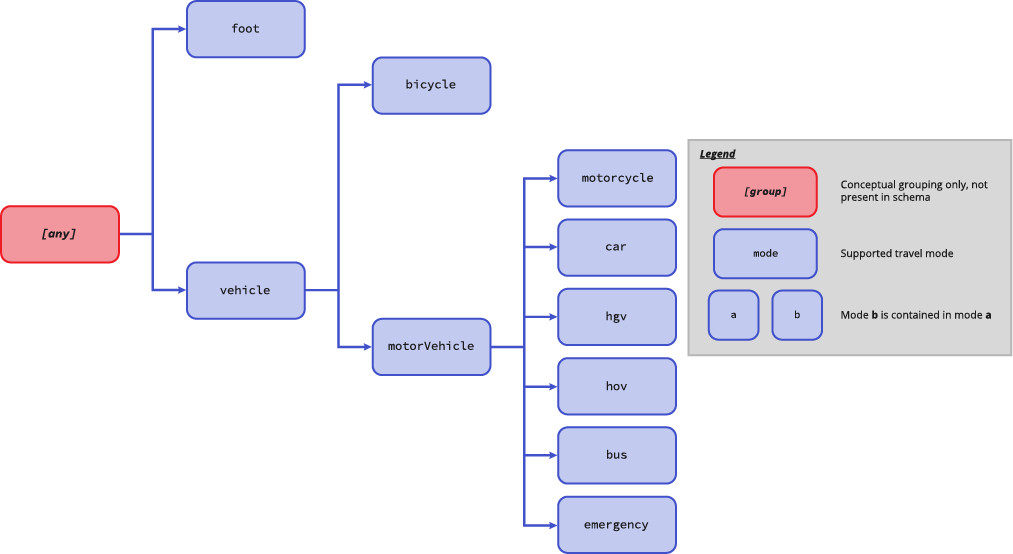 foot
bicycle
[any]
vehicle
motorVehicle
motorcycle
car
hgv
hov
bus
emergency
Legend
[group]
Conceptual grouping only, not
present in schema
mode
Supported travel mode
a
b
Mode b is contained in mode a